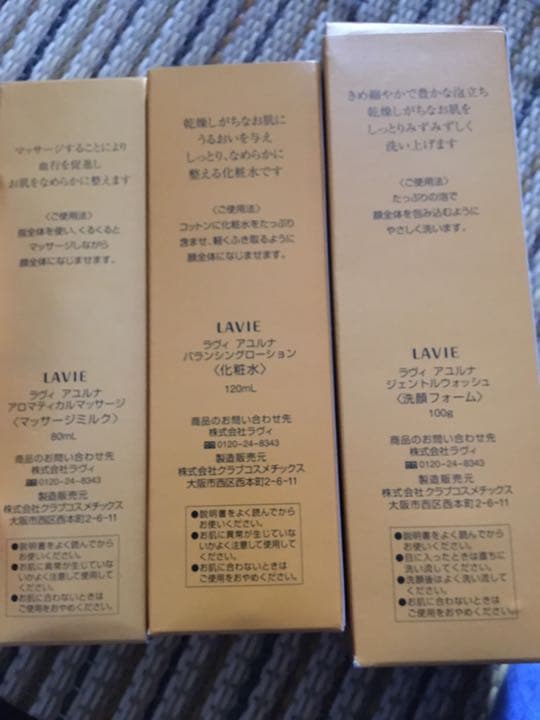 マッサージすることにより
血行を促進し
お肌をなめらかに整えます
〈ご使用法〉
指全体を使い、くるくると
マッサージしながら
顔全体になじませます。
LAVIE
ラヴィ アユルナ
アロマティカルマッサージ
〈マッサージミルク〉
80mL
商品のお問い合わせ先
株式会社ラヴィ
0120-24-8343
製造販売元
株式会社クラブコスメチックス
大阪市西区西本町2-6-11
●説明書をよく読んでから
お使いください。
●お肌に異常が生じていな
いかよく注意して使用して
ください。
●お肌に合わないときは
ご使用をおやめください。
乾燥しがちなお肌に
うるおいを与え
しっとり、なめらかに
整える化粧水です
〈ご使用法〉
コットンに化粧水をたっぷり
含ませ、軽くふき取るように
顔全体になじませます。
LAVIE
ラヴィ アユルナ
バランシングローション
〈化粧水〉
120mL
商品のお問い合わせ先
株式会社ラヴィ
0120-24-8343
製造販売元
株式会社クラブコスメチックス
大阪市西区西本町2-6-11
●説明書をよく読んでから
お使いください。
●お肌に異常が生じていな
いかよく注意して使用して
ください。
●お肌に合わないときは
ご使用をおやめください。
きめ細やかで豊かな泡立ち
乾燥しがちなお肌を
しっとりみずみずしく
洗い上げます
〈ご使用法〉
たっぷりの泡で
顔全体を包み込むように
やさしく洗います。
LAVIE
ラヴィ アユルナ
ジェントルウォッシュ
〈洗顔フォーム〉
100g
商品のお問い合わせ先
株式会社ラヴィ
0120-24-8343
製造販売元
株式会社クラブコスメチックス
大阪市西区西本町2-6-11
●説明書をよく読んでから
お使いください。
●目に入ったときは直ちに
洗い流してください。
●洗顔後はよく洗い流して
ください。
●お肌に合わないときは
ご使用をおやめください。